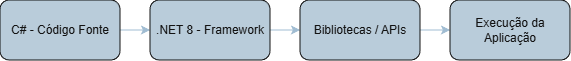 C# - Código Fonte
.NET 8 - Framework
Bibliotecas / APIs
Execução da
Aplicação